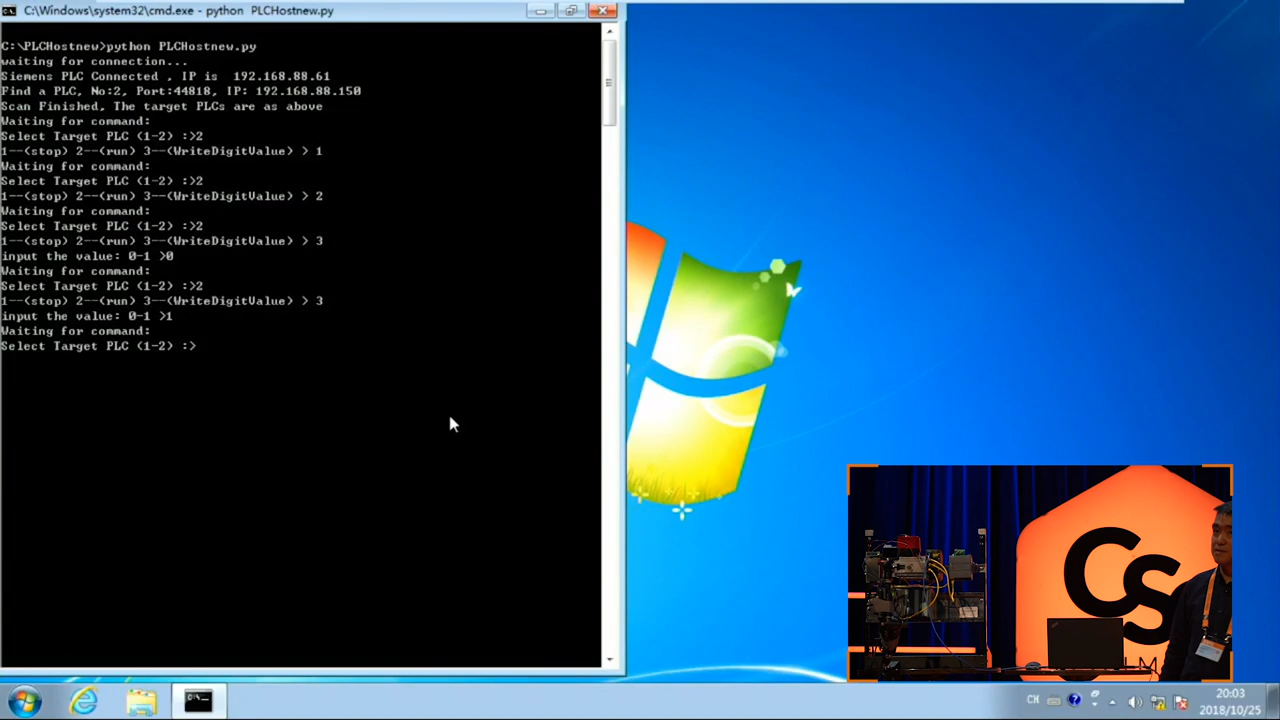 C:\Windows\system32\cmd.exe - python  PLCHostnew.py
C:\PLCHostnew>python PLCHostnew.py
waiting for connection...
Siemens PLC Connected , IP is  192.168.88.61
Find a PLC, No:2, Port:44818, IP: 192.168.88.150
Scan Finished, The target PLCs are as above
Waiting for command:
Select Target PLC (1-2) :>2
1--(stop) 2--(run) 3--(WriteDigitValue) > 1
Waiting for command:
Select Target PLC (1-2) :>2
1--(stop) 2--(run) 3--(WriteDigitValue) > 2
Waiting for command:
Select Target PLC (1-2) :>2
1--(stop) 2--(run) 3--(WriteDigitValue) > 3
input the value: 0-1 >0
Waiting for command:
Select Target PLC (1-2) :>2
1--(stop) 2--(run) 3--(WriteDigitValue) > 3
input the value: 0-1 >1
Waiting for command:
Select Target PLC (1-2) :>
CS
LM
CH
20:03
2018/10/25